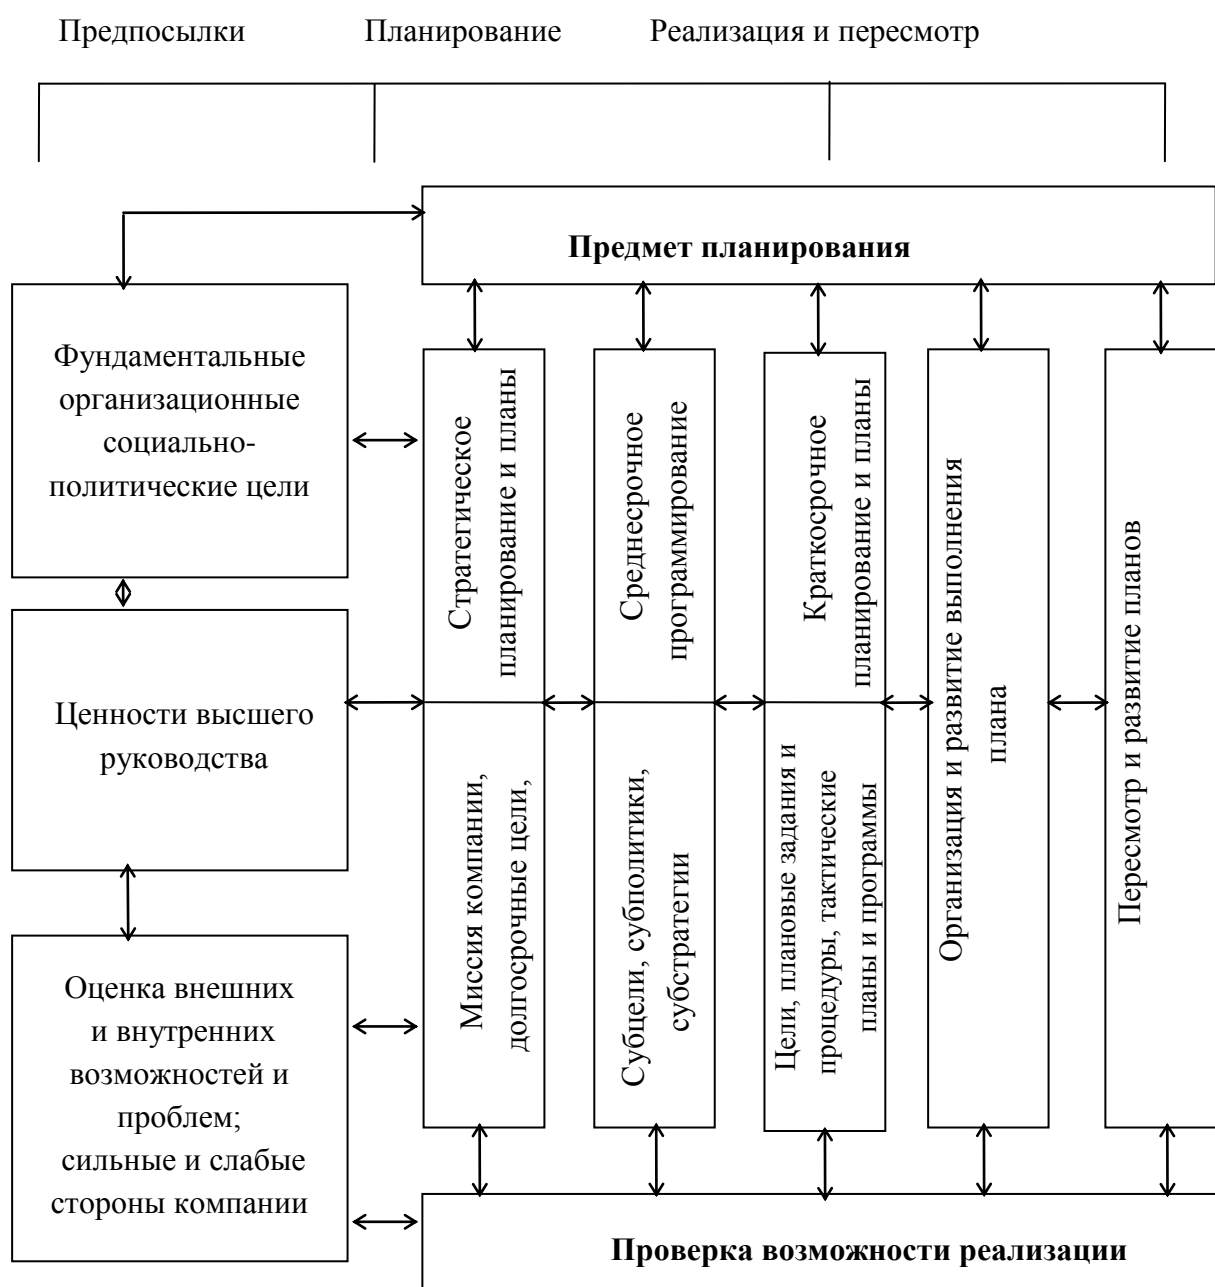 Предпосылки
Планирование
Реализация и пересмотр
Предмет планирования
Фундаментальные
организационные
социально-
политические цели
Ценности высшего
руководства
Оценка внешних
и внутренних
возможностей и
проблем;
сильные и слабые
стороны компании
Стратегическое
планирование и планы
Миссия компании,
долгосрочные цели,
Среднесрочное
программирование
Субцели, субполитики,
субстратегии
Краткосрочное
планирование и планы
Цели, плановые задания и
процедуры, тактические
планы и программы
Организация и развитие выполнения
плана
Пересмотр и развитие планов
Проверка возможности реализации